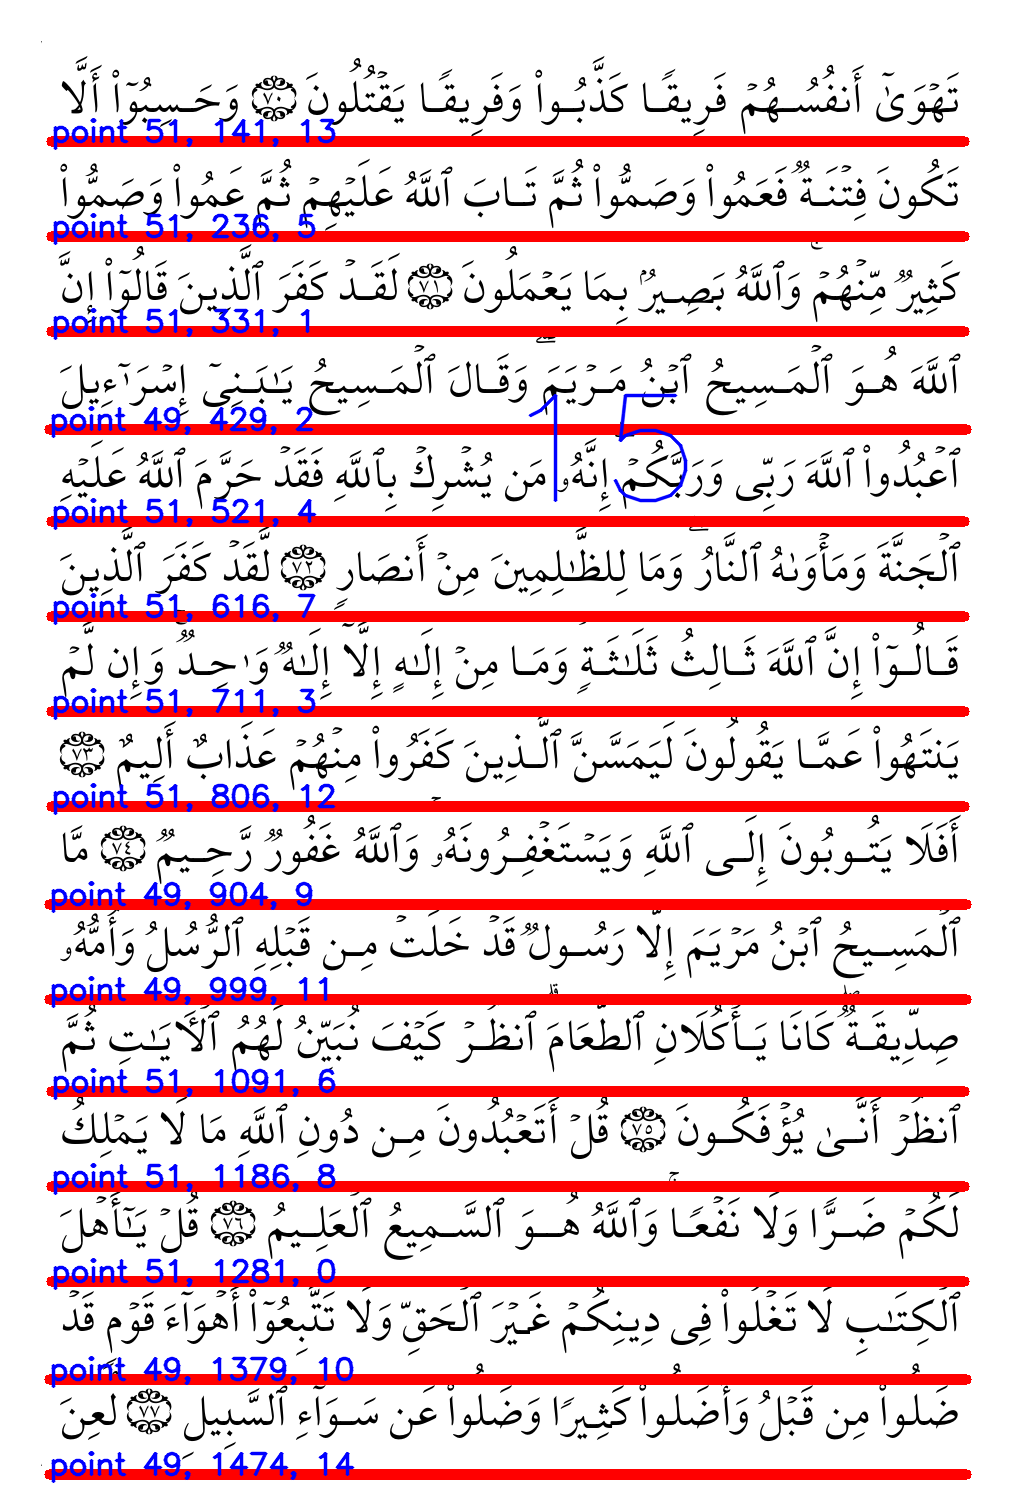 تَهۡوَىٰٓ أَنفُسُهُمۡ فَرِيقٗا كَذَّبُواْ وَفَرِيقٗا يَقۡتُلُونَ ٧٠ وَحَسِبُوٓاْ أَلَّا
point 51, 141, 13
تَكُونَ فِتۡنَةٞ فَعَمُواْ وَصَمُّواْ ثُمَّ تَابَ ٱللَّهُ عَلَيۡهِمۡ ثُمَّ عَمُواْ وَصَمُّواْ
point 51, 236, 5
كَثِيرٞ مِّنۡهُمۡۚ وَٱللَّهُ بَصِيرُۢ بِمَا يَعۡمَلُونَ ٧١ لَقَدۡ كَفَرَ ٱلَّذِينَ قَالُوٓاْ إِنَّ
point 51, 331, 1
ٱللَّهَ هُوَ ٱلۡمَسِيحُ ٱبۡنُ مَرۡيَمَۖ وَقَالَ ٱلۡمَسِيحُ يَٰبَنِيٓ إِسۡرَٰٓءِيلَ
point 49, 429, 2
15
ٱعۡبُدُواْ ٱللَّهَ رَبِّي وَرَبَّكُمۡۖ إِنَّهُۥ مَن يُشۡرِكۡ بِٱللَّهِ فَقَدۡ حَرَّمَ ٱللَّهُ عَلَيۡهِ
point 51, 521, 4
ٱلۡجَنَّةَ وَمَأۡوَىٰهُ ٱلنَّارُۖ وَمَا لِلظَّٰلِمِينَ مِنۡ أَنصَارٖ ٧٢ لَّقَدۡ كَفَرَ ٱلَّذِينَ
point 51, 616, 7
قَالُوٓاْ إِنَّ ٱللَّهَ ثَالِثُ ثَلَٰثَةٖۘ وَمَا مِنۡ إِلَٰهٍ إِلَّآ إِلَٰهٞ وَٰحِدٞۚ وَإِن لَّمۡ
point 51, 711, 3
يَنتَهُواْ عَمَّا يَقُولُونَ لَيَمَسَّنَّ ٱلَّذِينَ كَفَرُواْ مِنۡهُمۡ عَذَابٌ أَلِيمٌ ٧٣
point 51, 806, 12
أَفَلَا يَتُوبُونَ إِلَى ٱللَّهِ وَيَسۡتَغۡفِرُونَهُۥۚ وَٱللَّهُ غَفُورٞ رَّحِيمٞ ٧٤ مَّا
point 49, 904, 9
ٱلۡمَسِيحُ ٱبۡنُ مَرۡيَمَ إِلَّا رَسُولٞ قَدۡ خَلَتۡ مِن قَبۡلِهِ ٱلرُّسُلُ وَأُمُّهُۥ
point 49, 999, 11
صِدِّيقَةٞۖ كَانَا يَأۡكُلَانِ ٱلطَّعَامَۗ ٱنظُرۡ كَيۡفَ نُبَيِّنُ لَهُمُ ٱلۡأٓيَٰتِ ثُمَّ
point 51, 1091, 6
ٱنظُرۡ أَنَّىٰ يُؤۡفَكُونَ ٧٥ قُلۡ أَتَعۡبُدُونَ مِن دُونِ ٱللَّهِ مَا لَا يَمۡلِكُ
point 51, 1186, 8
لَكُمۡ ضَرّٗا وَلَا نَفۡعٗاۚ وَٱللَّهُ هُوَ ٱلسَّمِيعُ ٱلۡعَلِيمُ ٧٦ قُلۡ يَٰٓأَهۡلَ
point 51, 1281, 0
ٱلۡكِتَٰبِ لَا تَغۡلُواْ فِي دِينِكُمۡ غَيۡرَ ٱلۡحَقِّ وَلَا تَتَّبِعُوٓاْ أَهۡوَآءَ قَوۡمٖ قَدۡ
point 49, 1379, 10
ضَلُّواْ مِن قَبۡلُ وَأَضَلُّواْ كَثِيرٗا وَضَلُّواْ عَن سَوَآءِ ٱلسَّبِيلِ ٧٧ لُعِنَ
point 49, 1474, 14